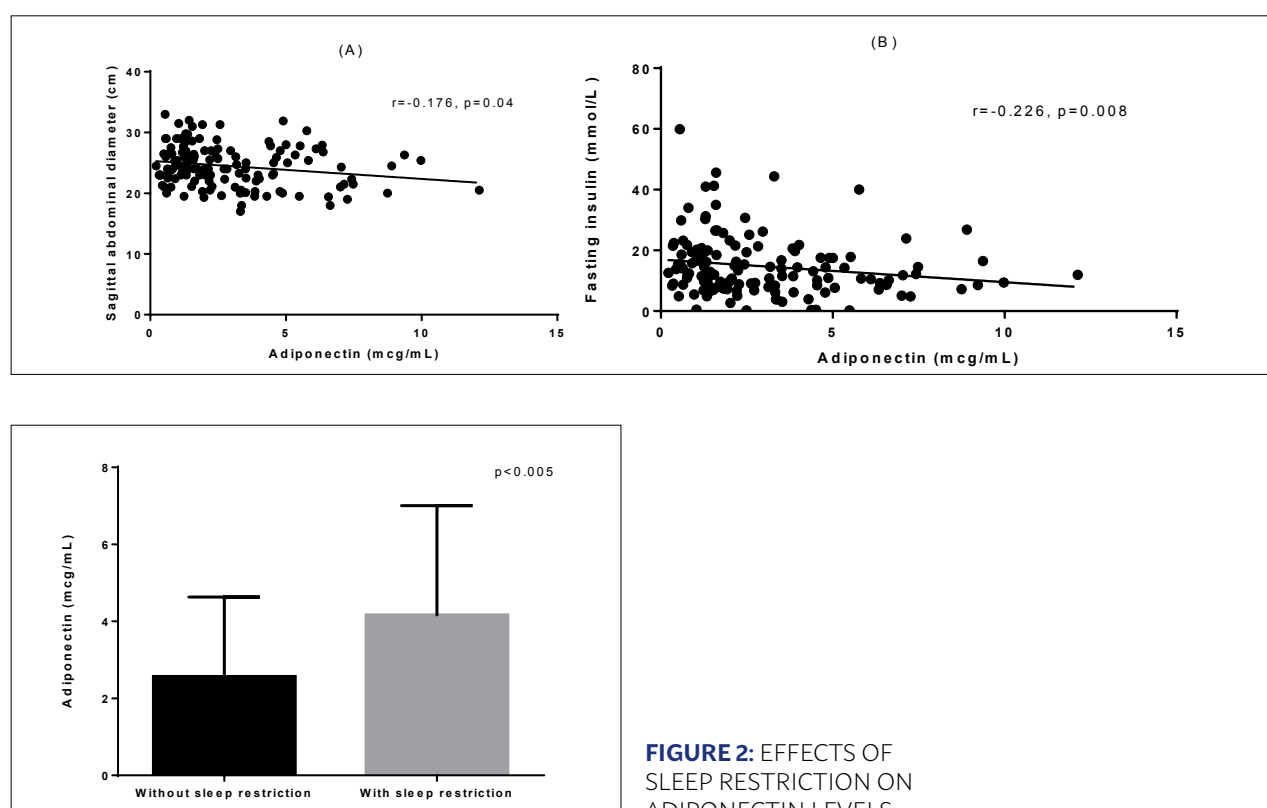 (A)
Sagittal abdominal diameter (cm)
40
30
20
10
0
r=-0.176, p=0.04
0 5 10 15
Adiponectin (mcg/mL)
(B)
Fasting insulin (mmol/L )
80
60
40
20
0
r=-0.226, p=0.008
0 5 10 15
Adiponectin (mcg/mL)
Adiponectin (mcg/mL)
8
6
4
2
0
p<0.005
Without sleep restriction With sleep restriction
FIGURE 2: EFFECTS OF
SLEEP RESTRICTION ON
ADIPONECTIN LEVELS